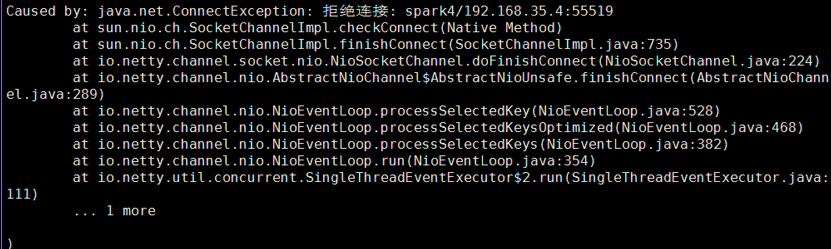 Caused by: java.net.ConnectException: 拒绝连接: spark4/192.168.35.4:55519
at sun.nio.ch.SocketChannelImpl.checkConnect(Native Method)
at sun.nio.ch.SocketChannelImpl.finishConnect(SocketChannelImpl.java:735)
at io.netty.channel.socket.nio.NioSocketChannel.doFinishConnect(NioSocketChannel.java:224)
at io.netty.channel.nio.AbstractNioChannel$AbstractNioUnsafe.finishConnect(AbstractNioChann
el.java:289)
at io.netty.channel.nio.NioEventLoop.processSelectedKey(NioEventLoop.java:528)
at io.netty.channel.nio.NioEventLoop.processSelectedKeysOptimized(NioEventLoop.java:468)
at io.netty.channel.nio.NioEventLoop.processSelectedKeys(NioEventLoop.java:382)
at io.netty.channel.nio.NioEventLoop.run(NioEventLoop.java:354)
at io.netty.util.concurrent.SingleThreadEventExecutor$2.run(SingleThreadEventExecutor.java:
111)
... 1 more
)